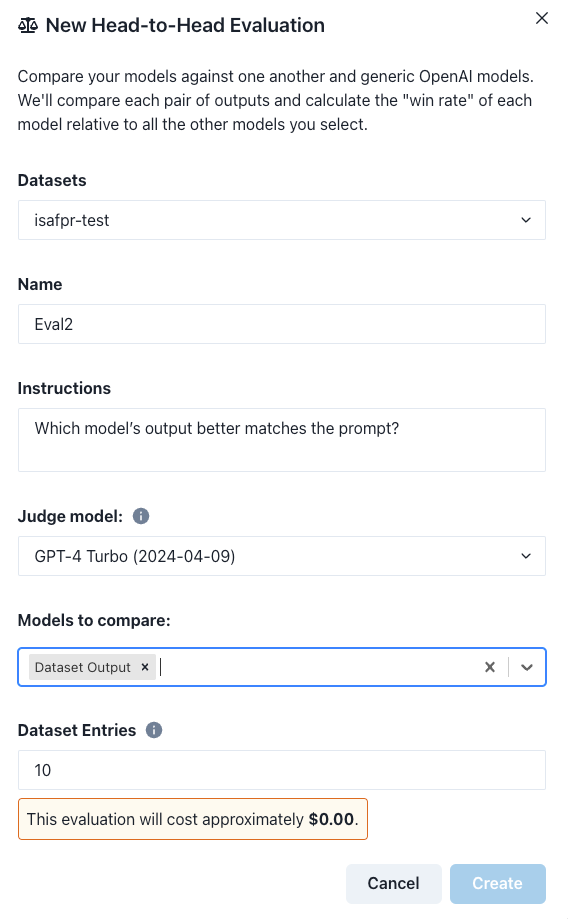 New Head-to-Head Evaluation
Compare your models against one another and generic OpenAI models.
We'll compare each pair of outputs and calculate the "win rate" of each
model relative to all the other models you select.
Datasets
isafpr-test
Name
Eval2
Instructions
Which model’s output better matches the prompt?
Judge model:
GPT-4 Turbo (2024-04-09)
Models to compare:
Dataset Output
Dataset Entries
10
This evaluation will cost approximately $0.00.
Cancel
Create